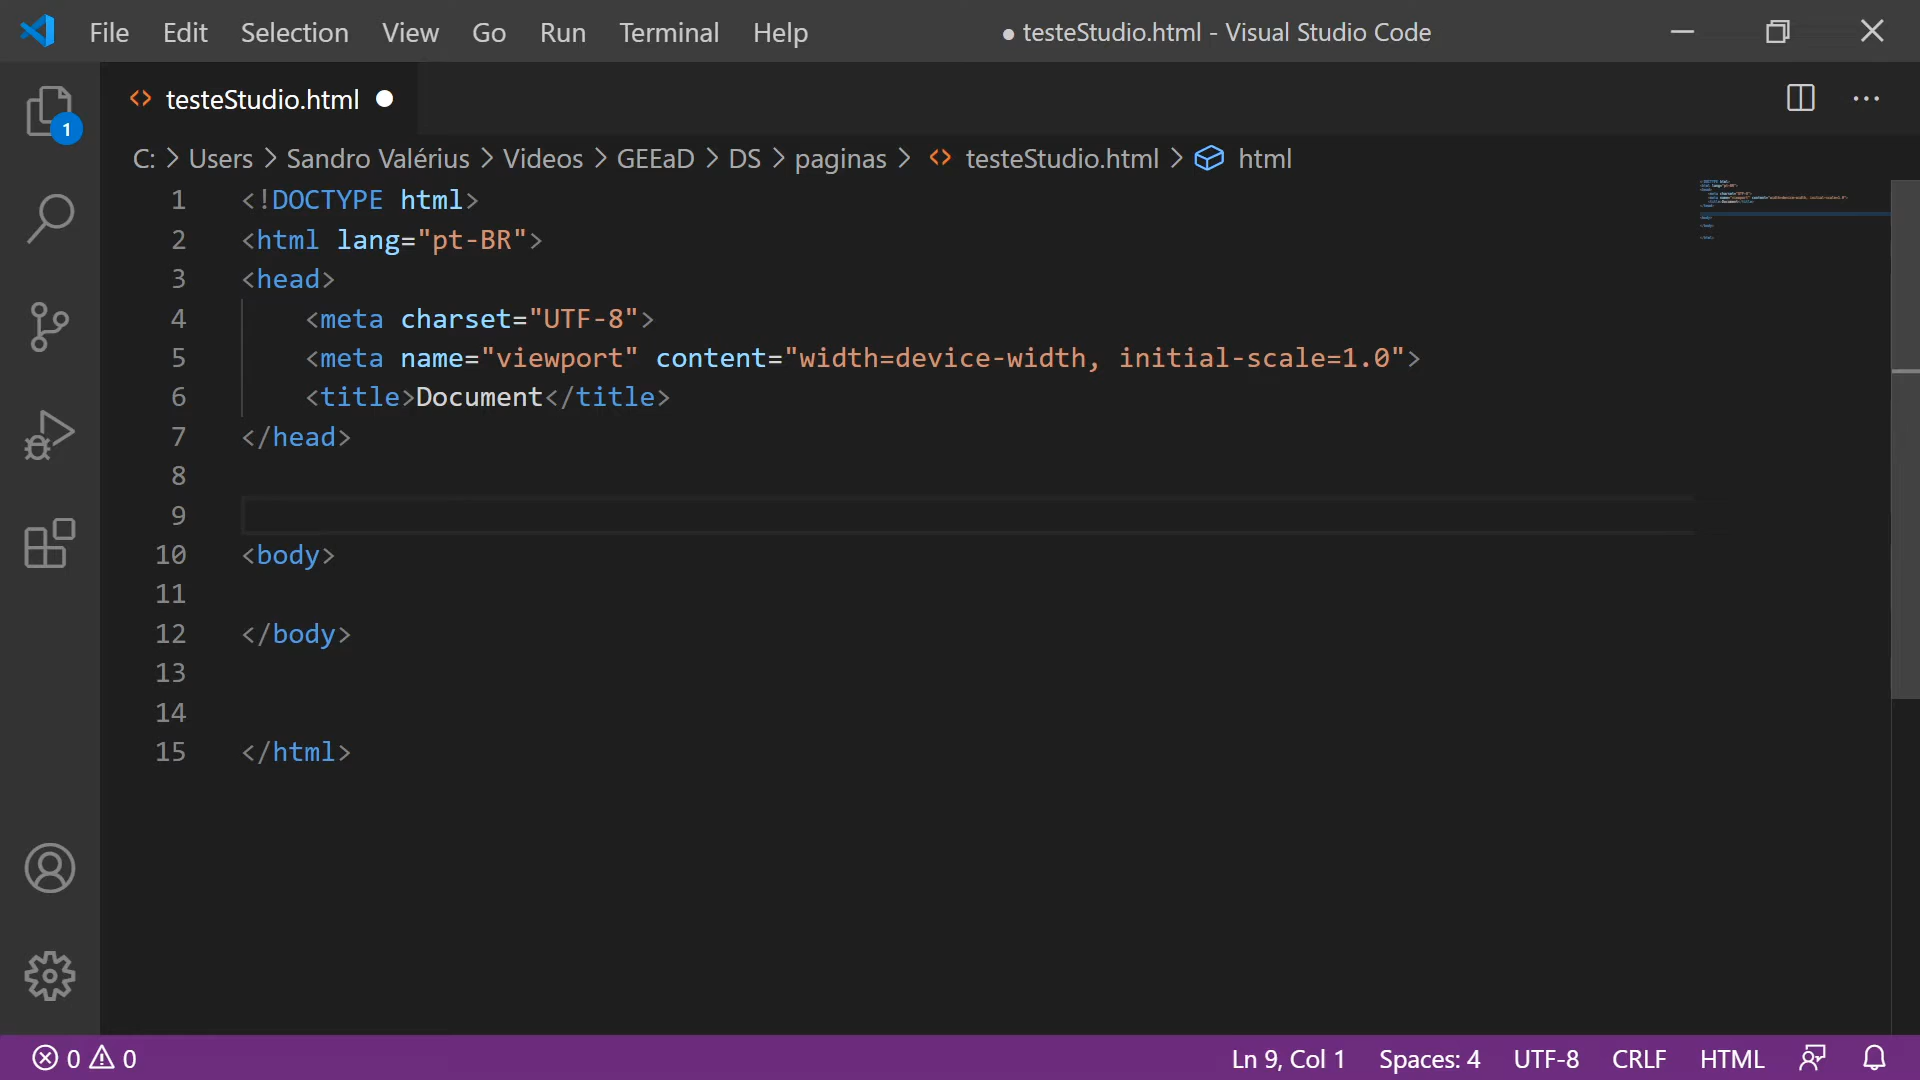 File Edit Selection View Go Run Terminal Help ● testeStudio.html - Visual Studio Code
testeStudio.html
1
C: > Users > Sandro Valérius > Videos > GEEaD > DS > paginas > testeStudio.html > html
1 <!DOCTYPE html>
2 <html lang="pt-BR">
3 <head>
4     <meta charset="UTF-8">
5     <meta name="viewport" content="width=device-width, initial-scale=1.0">
6     <title>Document</title>
7 </head>
8
9
10 <body>
11
12 </body>
13
14
15 </html>
0 0 Ln 9, Col 1 Spaces: 4 UTF-8 CRLF HTML